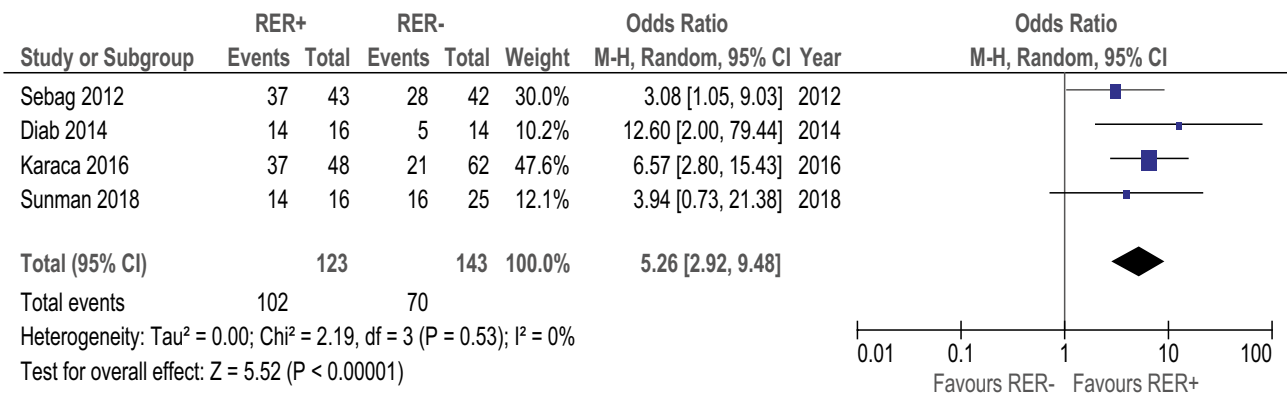 RER+ RER- Odds Ratio Odds Ratio
Study or Subgroup Events Total Events Total Weight M-H, Random, 95% CI Year M-H, Random, 95% CI
Sebag 2012 37 43 28 42 30.0% 3.08 [1.05, 9.03] 2012
Diab 2014 14 16 5 14 10.2% 12.60 [2.00, 79.44] 2014
Karaca 2016 37 48 21 62 47.6% 6.57 [2.80, 15.43] 2016
Sunman 2018 14 16 16 25 12.1% 3.94 [0.73, 21.38] 2018
Total (95% CI) 123 143 100.0% 5.26 [2.92, 9.48]
Total events 102 70
Heterogeneity: Tau² = 0.00; Chi² = 2.19, df = 3 (P = 0.53); I² = 0%
Test for overall effect: Z = 5.52 (P < 0.00001)
0.01 0.1 1 10 100
Favours RER- Favours RER+